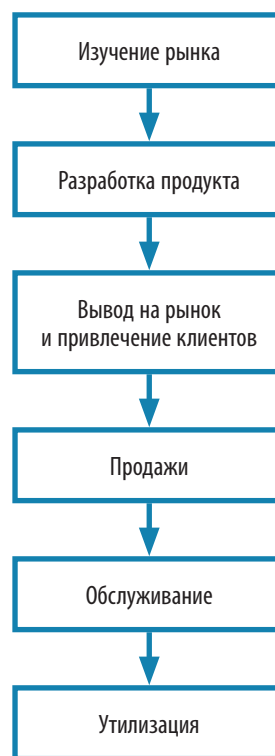 Изучение рынка
Разработка продукта
Вывод на рынок
и привлечение клиентов
Продажи
Обслуживание
Утилизация